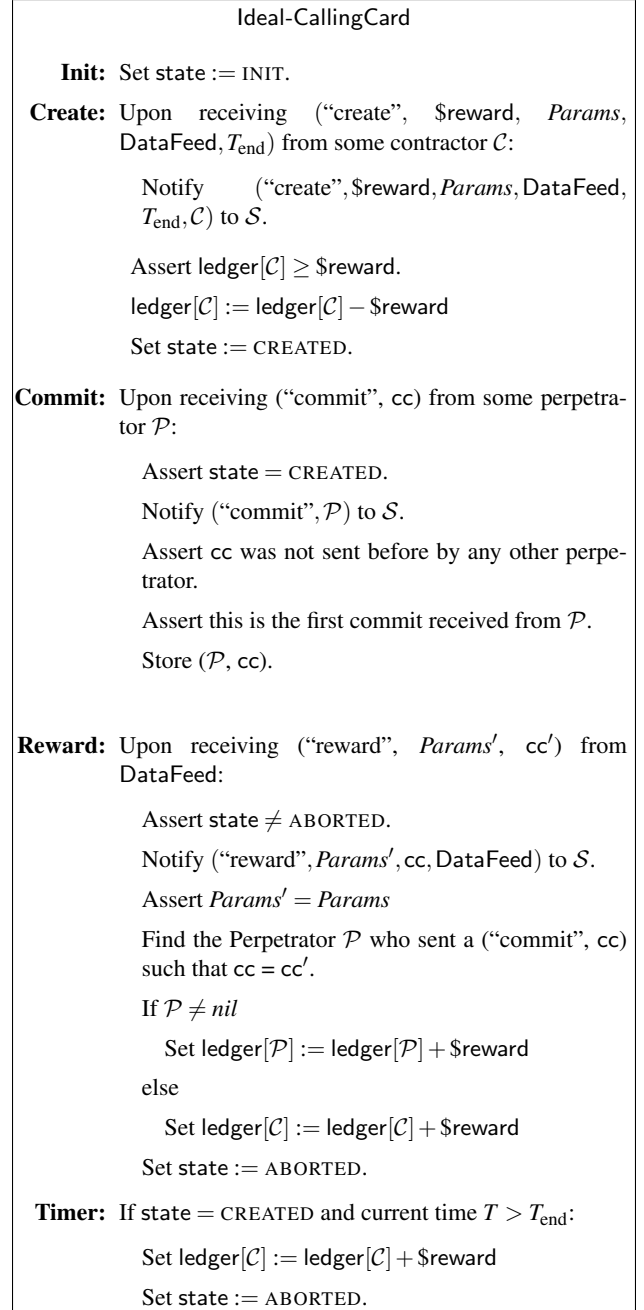 Ideal-CallingCard
Init: Set state := INIT.
Create: Upon receiving (“create”, $reward, Params,
DataFeed, T_end) from some contractor 𝒞:
Notify (“create”, $reward, Params, DataFeed,
T_end, 𝒞) to 𝒮.
Assert ledger[𝒞] ≥ $reward.
ledger[𝒞] := ledger[𝒞] − $reward
Set state := CREATED.
Commit: Upon receiving (“commit”, cc) from some perpetra-
tor 𝒫:
Assert state = CREATED.
Notify (“commit”, 𝒫) to 𝒮.
Assert cc was not sent before by any other perpe-
trator.
Assert this is the first commit received from 𝒫.
Store (𝒫, cc).
Reward: Upon receiving (“reward”, Params′, cc′) from
DataFeed:
Assert state ≠ ABORTED.
Notify (“reward”, Params′, cc, DataFeed) to 𝒮.
Assert Params′ = Params
Find the Perpetrator 𝒫 who sent a (“commit”, cc)
such that cc = cc′.
If 𝒫 ≠ nil
Set ledger[𝒫] := ledger[𝒫] + $reward
else
Set ledger[𝒞] := ledger[𝒞] + $reward
Set state := ABORTED.
Timer: If state = CREATED and current time T > T_end:
Set ledger[𝒞] := ledger[𝒞] + $reward
Set state := ABORTED.